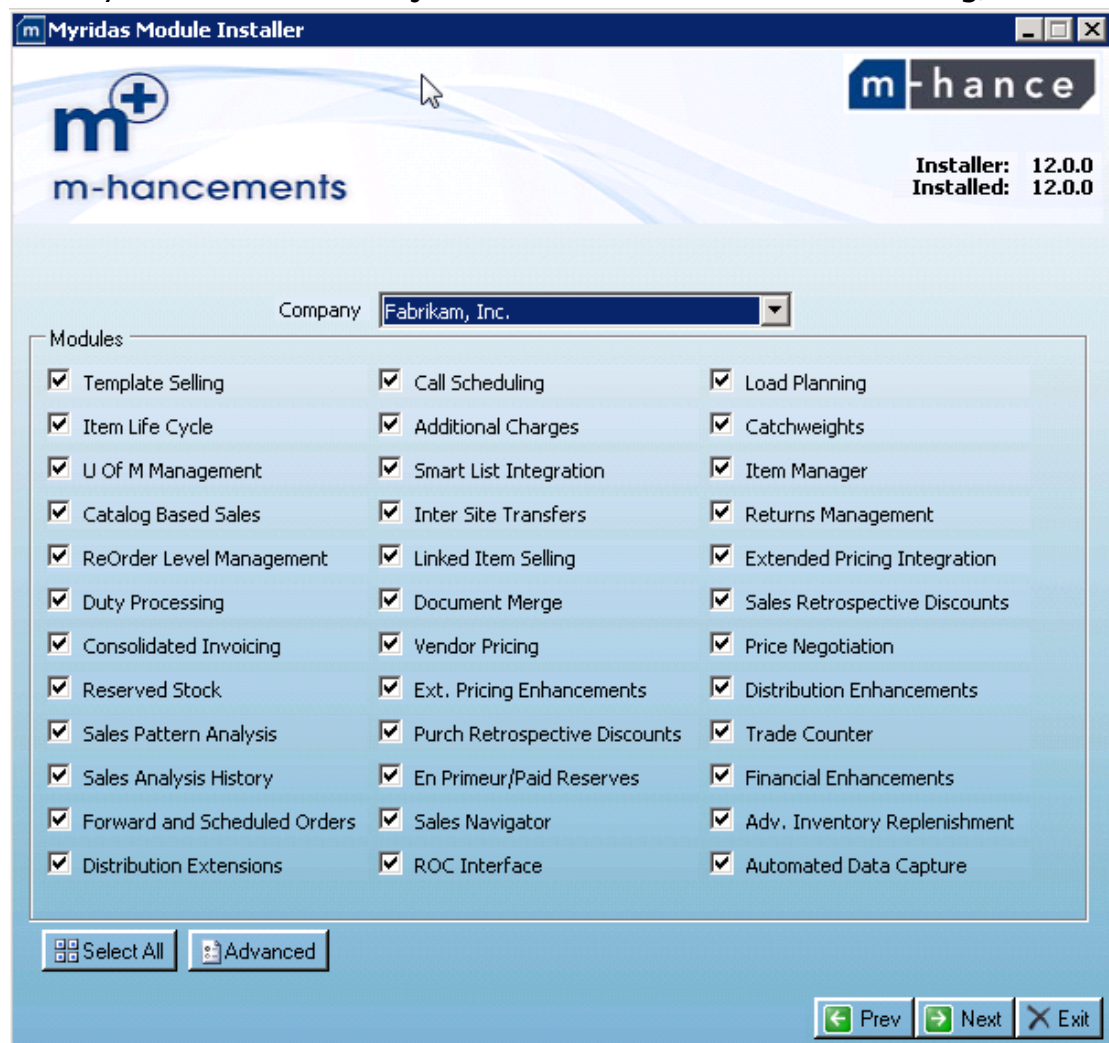 Myridas Module Installer
m-hance
m+
m-hancements
Installer: 12.0.0
Installed: 12.0.0
Company Fabrikam, Inc.
Modules
Template Selling Call Scheduling Load Planning
Item Life Cycle Additional Charges Catchweights
U Of M Management Smart List Integration Item Manager
Catalog Based Sales Inter Site Transfers Returns Management
ReOrder Level Management Linked Item Selling Extended Pricing Integration
Duty Processing Document Merge Sales Retrospective Discounts
Consolidated Invoicing Vendor Pricing Price Negotiation
Reserved Stock Ext. Pricing Enhancements Distribution Enhancements
Sales Pattern Analysis Purch Retrospective Discounts Trade Counter
Sales Analysis History En Primeur/Paid Reserves Financial Enhancements
Forward and Scheduled Orders Sales Navigator Adv. Inventory Replenishment
Distribution Extensions ROC Interface Automated Data Capture
Select All Advanced
Prev Next Exit